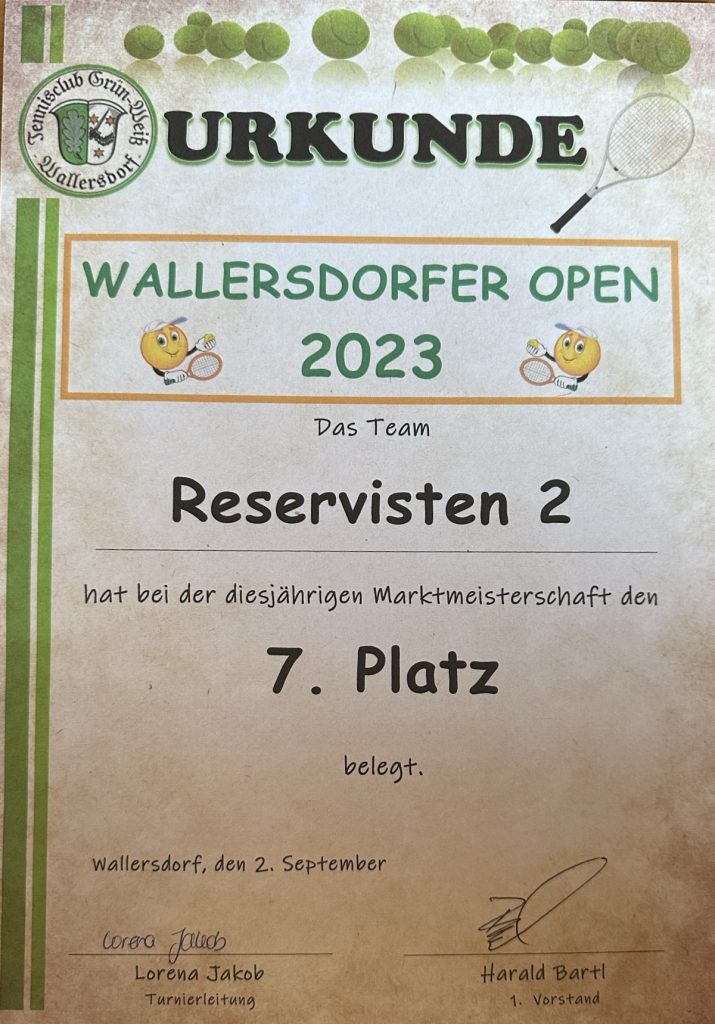 Tennisclub Grün-Weiß
Wallersdorf
URKUNDE
WALLERSDORFER OPEN
2023
Das Team
Reservisten 2
hat bei der diesjährigen Marktmeisterschaft den
7. Platz
belegt.
Wallersdorf, den 2. September
Lorena Jakob
Lorena Jakob
Turnierleitung
Harald Bartl
1. Vorstand